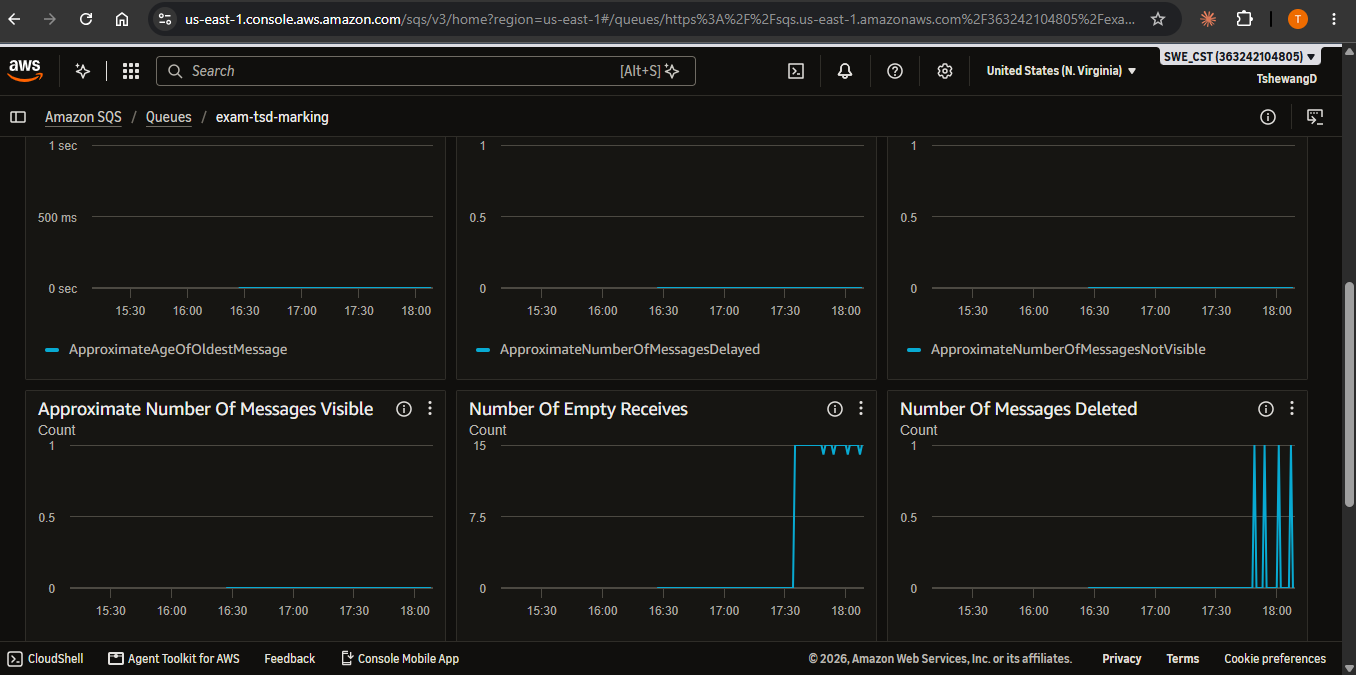 us-east-1.console.aws.amazon.com/sqs/v3/home?region=us-east-1#/queues/https%3A%2F%2Fsqs.us-east-1.amazonaws.com%2F363242104805%2Fexa...
T
aws
Search
[Alt+S]
United States (N. Virginia)
SWE_CST (363242104805)
TshewangD
Amazon SQS / Queues / exam-tsd-marking
1 sec
500 ms
0 sec
15:30 16:00 16:30 17:00 17:30 18:00
ApproximateAgeOfOldestMessage
1
0.5
0
15:30 16:00 16:30 17:00 17:30 18:00
ApproximateNumberOfMessagesDelayed
1
0.5
0
15:30 16:00 16:30 17:00 17:30 18:00
ApproximateNumberOfMessagesNotVisible
Approximate Number Of Messages Visible
Count
1
0.5
0
15:30 16:00 16:30 17:00 17:30 18:00
Number Of Empty Receives
Count
15
7.5
0
15:30 16:00 16:30 17:00 17:30 18:00
Number Of Messages Deleted
Count
1
0.5
0
15:30 16:00 16:30 17:00 17:30 18:00
CloudShell Agent Toolkit for AWS Feedback Console Mobile App © 2026, Amazon Web Services, Inc. or its affiliates. Privacy Terms Cookie preferences